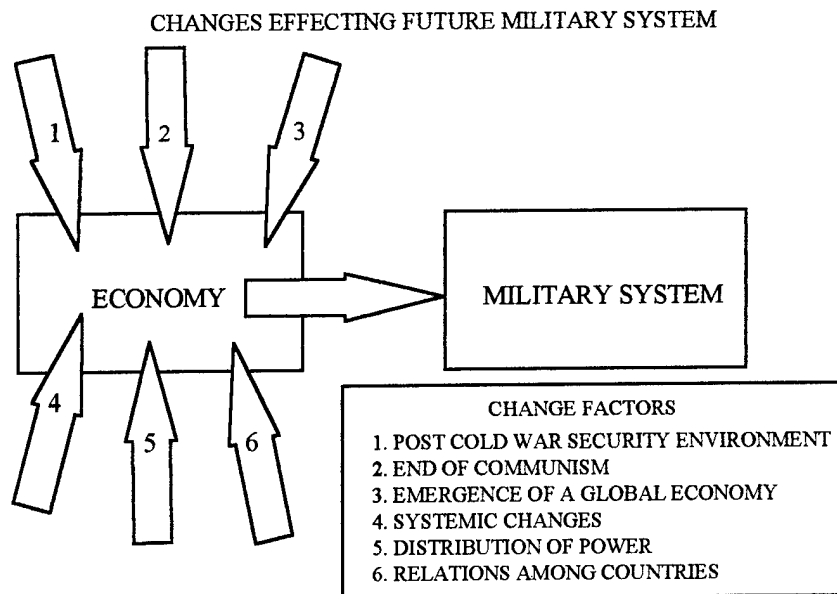 CHANGES EFFECTING FUTURE MILITARY SYSTEM
1
2
3
ECONOMY
MILITARY SYSTEM
4
5
6
CHANGE FACTORS
1. POST COLD WAR SECURITY ENVIRONMENT
2. END OF COMMUNISM
3. EMERGENCE OF A GLOBAL ECONOMY
4. SYSTEMIC CHANGES
5. DISTRIBUTION OF POWER
6. RELATIONS AMONG COUNTRIES